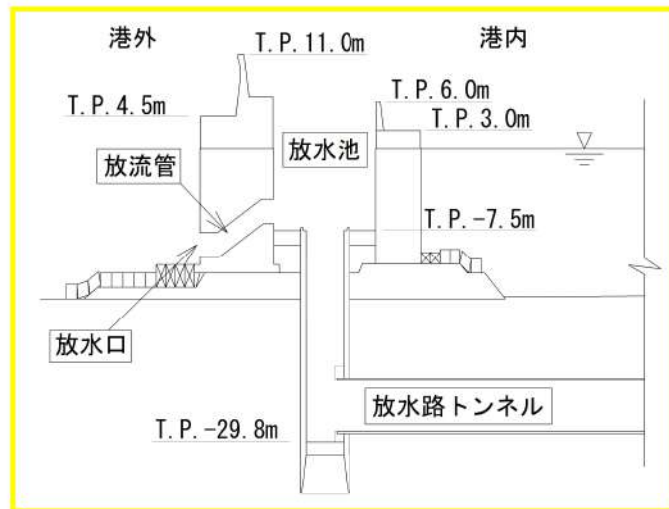 港外
港内
T.P.11.0m
T.P.4.5m
T.P.6.0m
T.P.3.0m
放水池
放流管
T.P.-7.5m
放水口
放水路トンネル
T.P.-29.8m